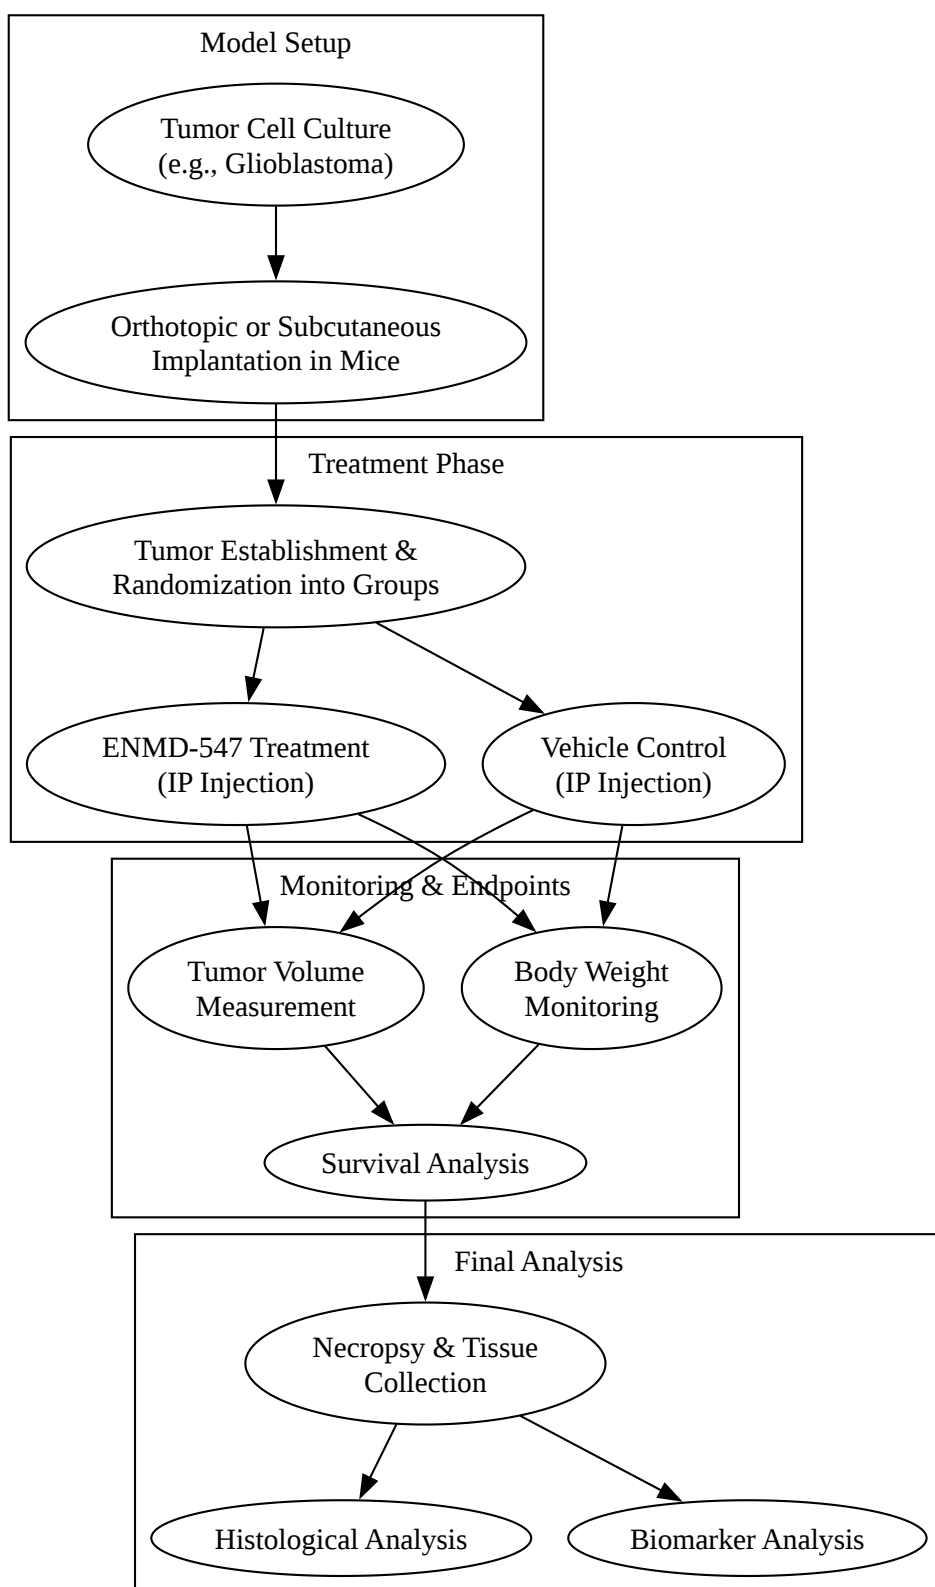 Model Setup
Tumor Cell Culture
(e.g., Glioblastoma)
Orthotopic or Subcutaneous
Implantation in Mice
Treatment Phase
Tumor Establishment &
Randomization into Groups
ENMD-547 Treatment
(IP Injection)
Vehicle Control
(IP Injection)
Monitoring & Endpoints
Tumor Volume
Measurement
Body Weight
Monitoring
Survival Analysis
Final Analysis
Necropsy & Tissue
Collection
Histological Analysis
Biomarker Analysis